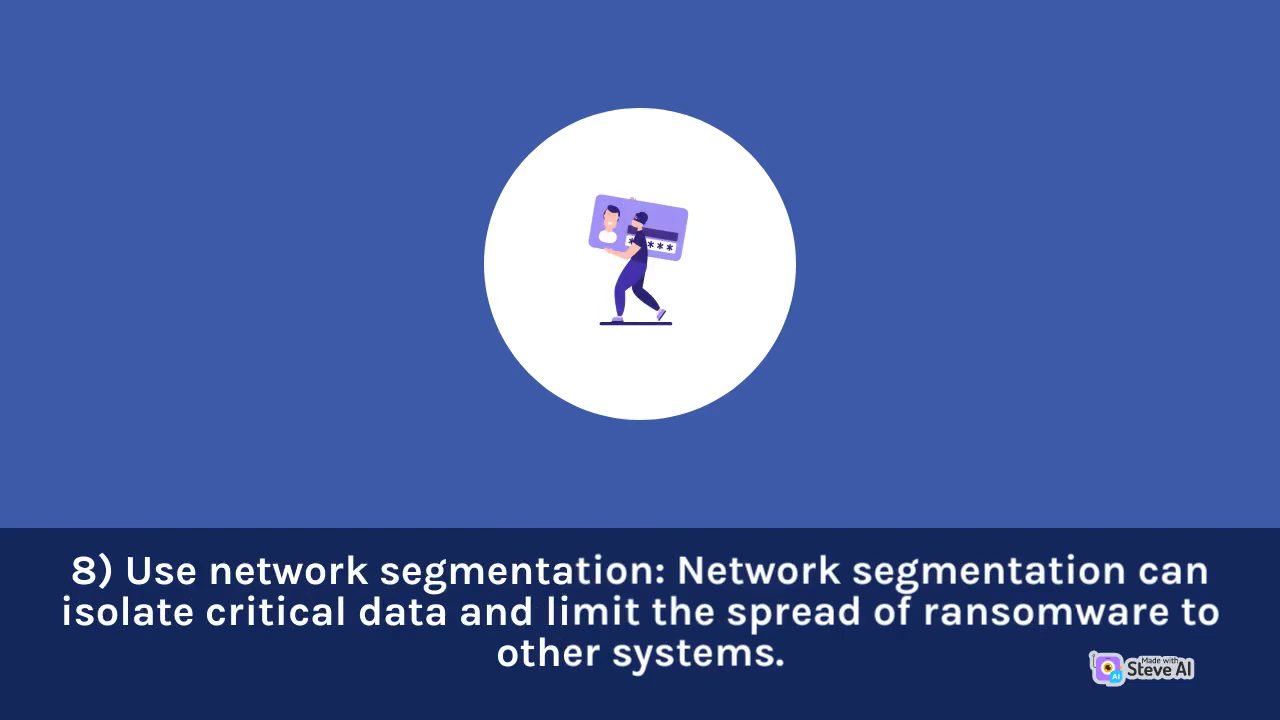 * ***
8) Use network segmentation: Network segmentation can
isolate critical data and limit the spread of ransomware to
other systems.
Made with
Steve AI
AI